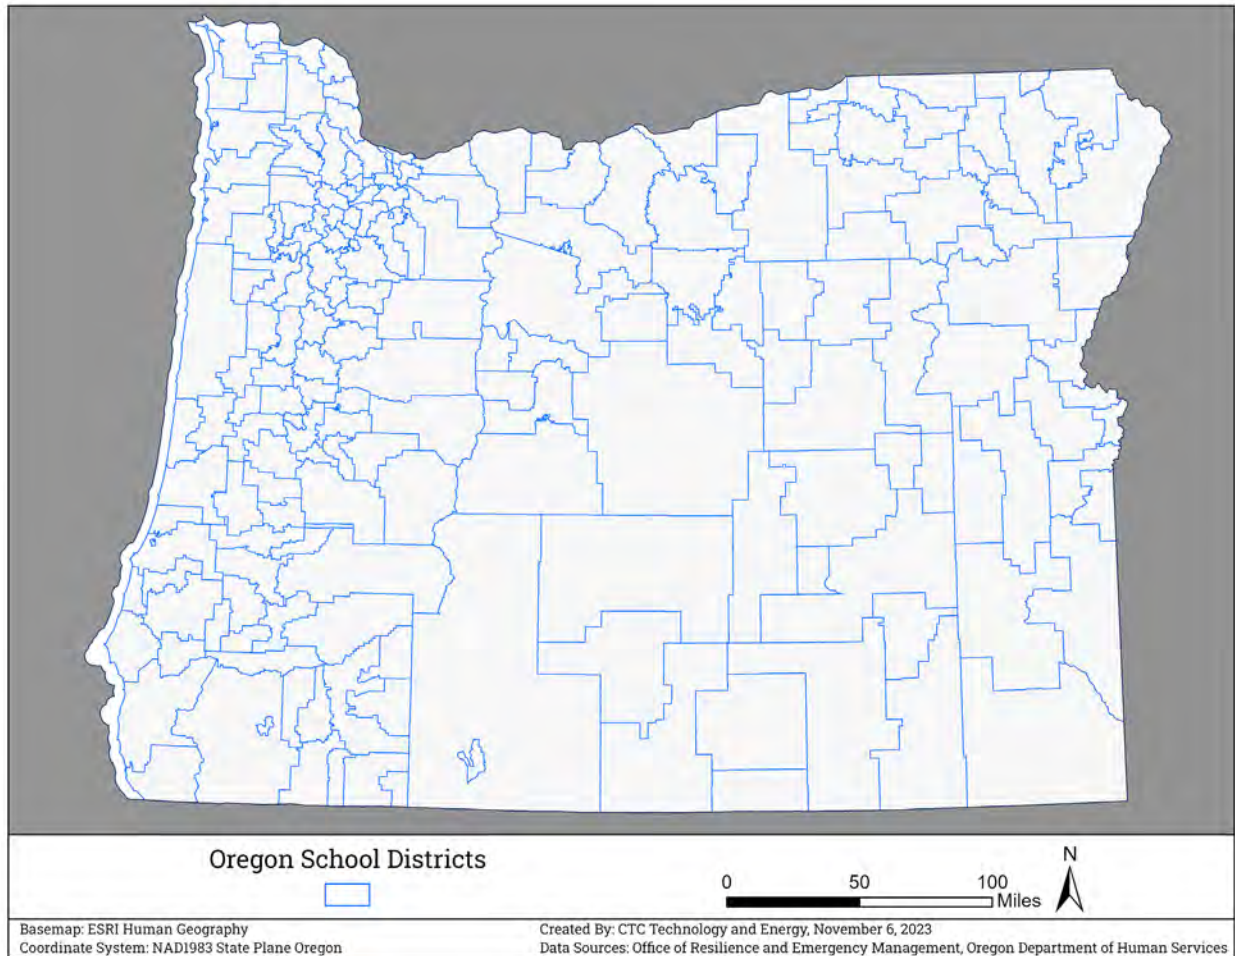 Oregon School Districts
N
0 50 100
Miles
Basemap: ESRI Human Geography
Coordinate System: NAD1983 State Plane Oregon
Created By: CTC Technology and Energy, November 6, 2023
Data Sources: Office of Resilience and Emergency Management, Oregon Department of Human Services